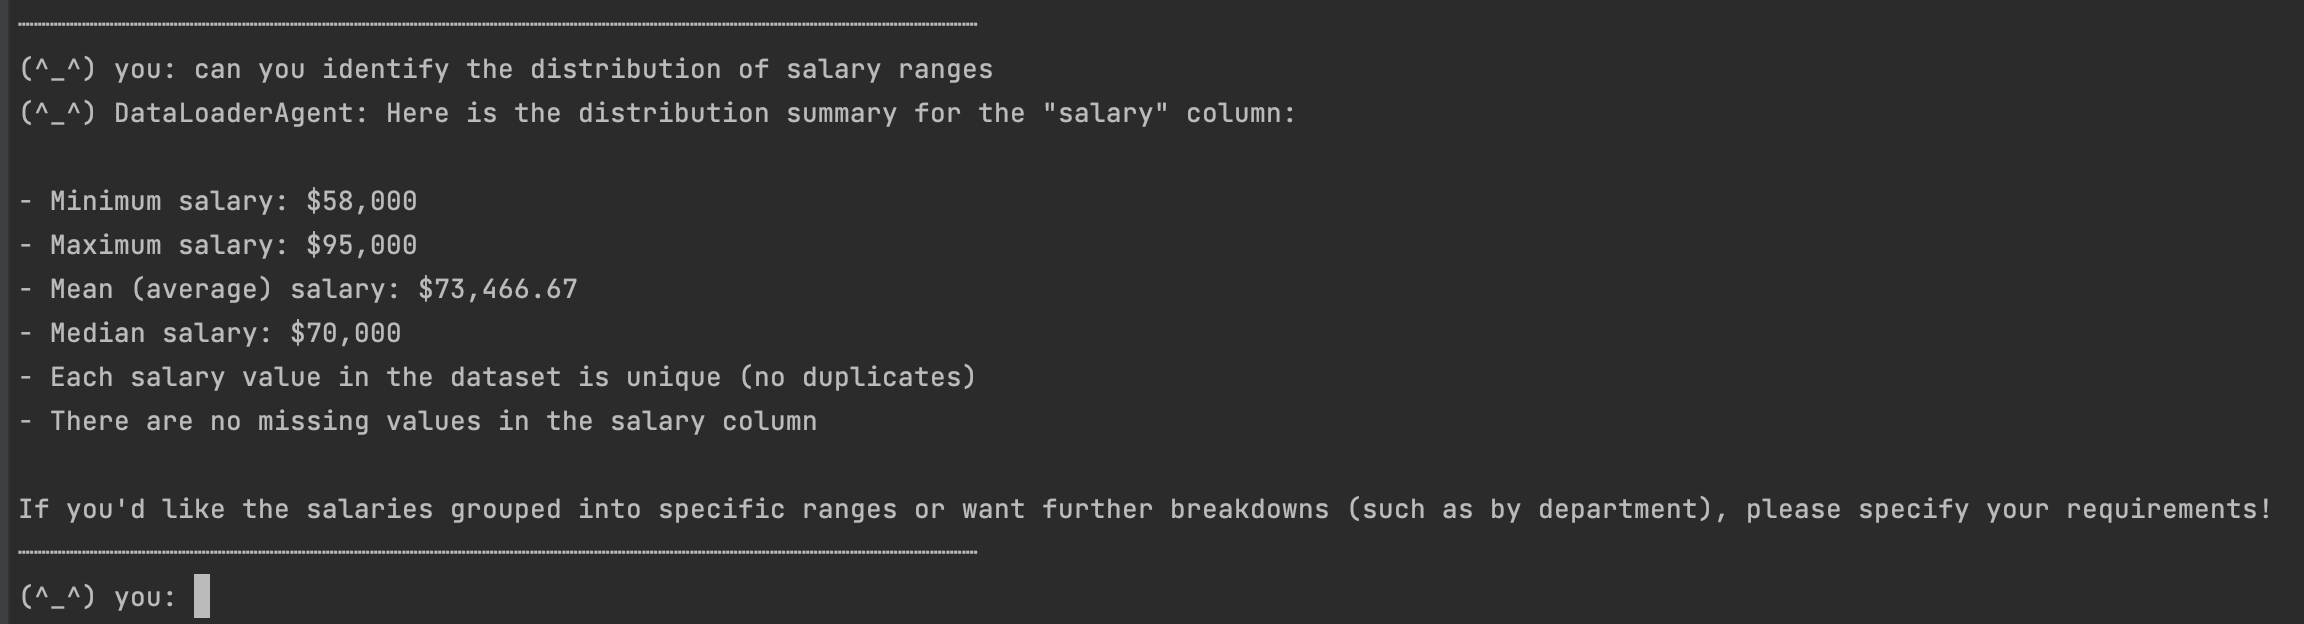 (^_^) you: can you identify the distribution of salary ranges
(^_^) DataLoaderAgent: Here is the distribution summary for the "salary" column:
- Minimum salary: $58,000
- Maximum salary: $95,000
- Mean (average) salary: $73,466.67
- Median salary: $70,000
- Each salary value in the dataset is unique (no duplicates)
- There are no missing values in the salary column
If you'd like the salaries grouped into specific ranges or want further breakdowns (such as by department), please specify your requirements!
(^_^) you: